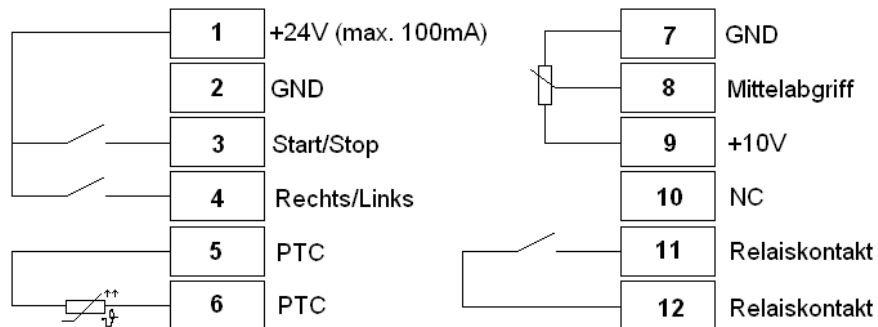 1 +24V (max. 100mA)
2 GND
3 Start/Stop
4 Rechts/Links
5 PTC
6 PTC
7 GND
8 Mittelabgriff
9 +10V
10 NC
11 Relaiskontakt
12 Relaiskontakt